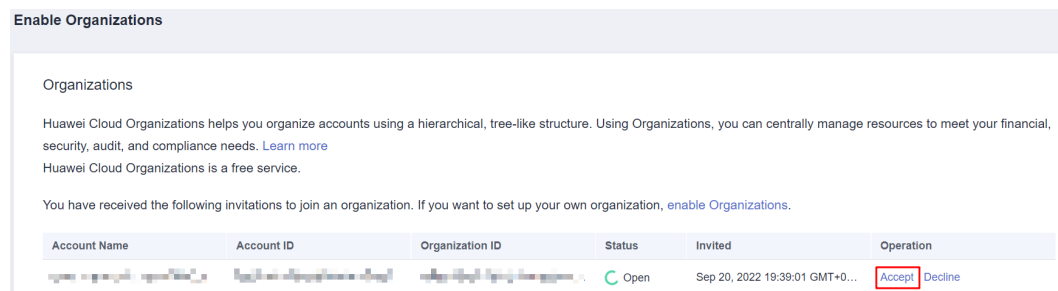 Enable Organizations
Organizations
Huawei Cloud Organizations helps you organize accounts using a hierarchical, tree-like structure. Using Organizations, you can centrally manage resources to meet your financial,
security, audit, and compliance needs. Learn more
Huawei Cloud Organizations is a free service.
You have received the following invitations to join an organization. If you want to set up your own organization, enable Organizations.
Account Name Account ID Organization ID Status Invited Operation
Open Sep 20, 2022 19:39:01 GMT+0... Accept Decline